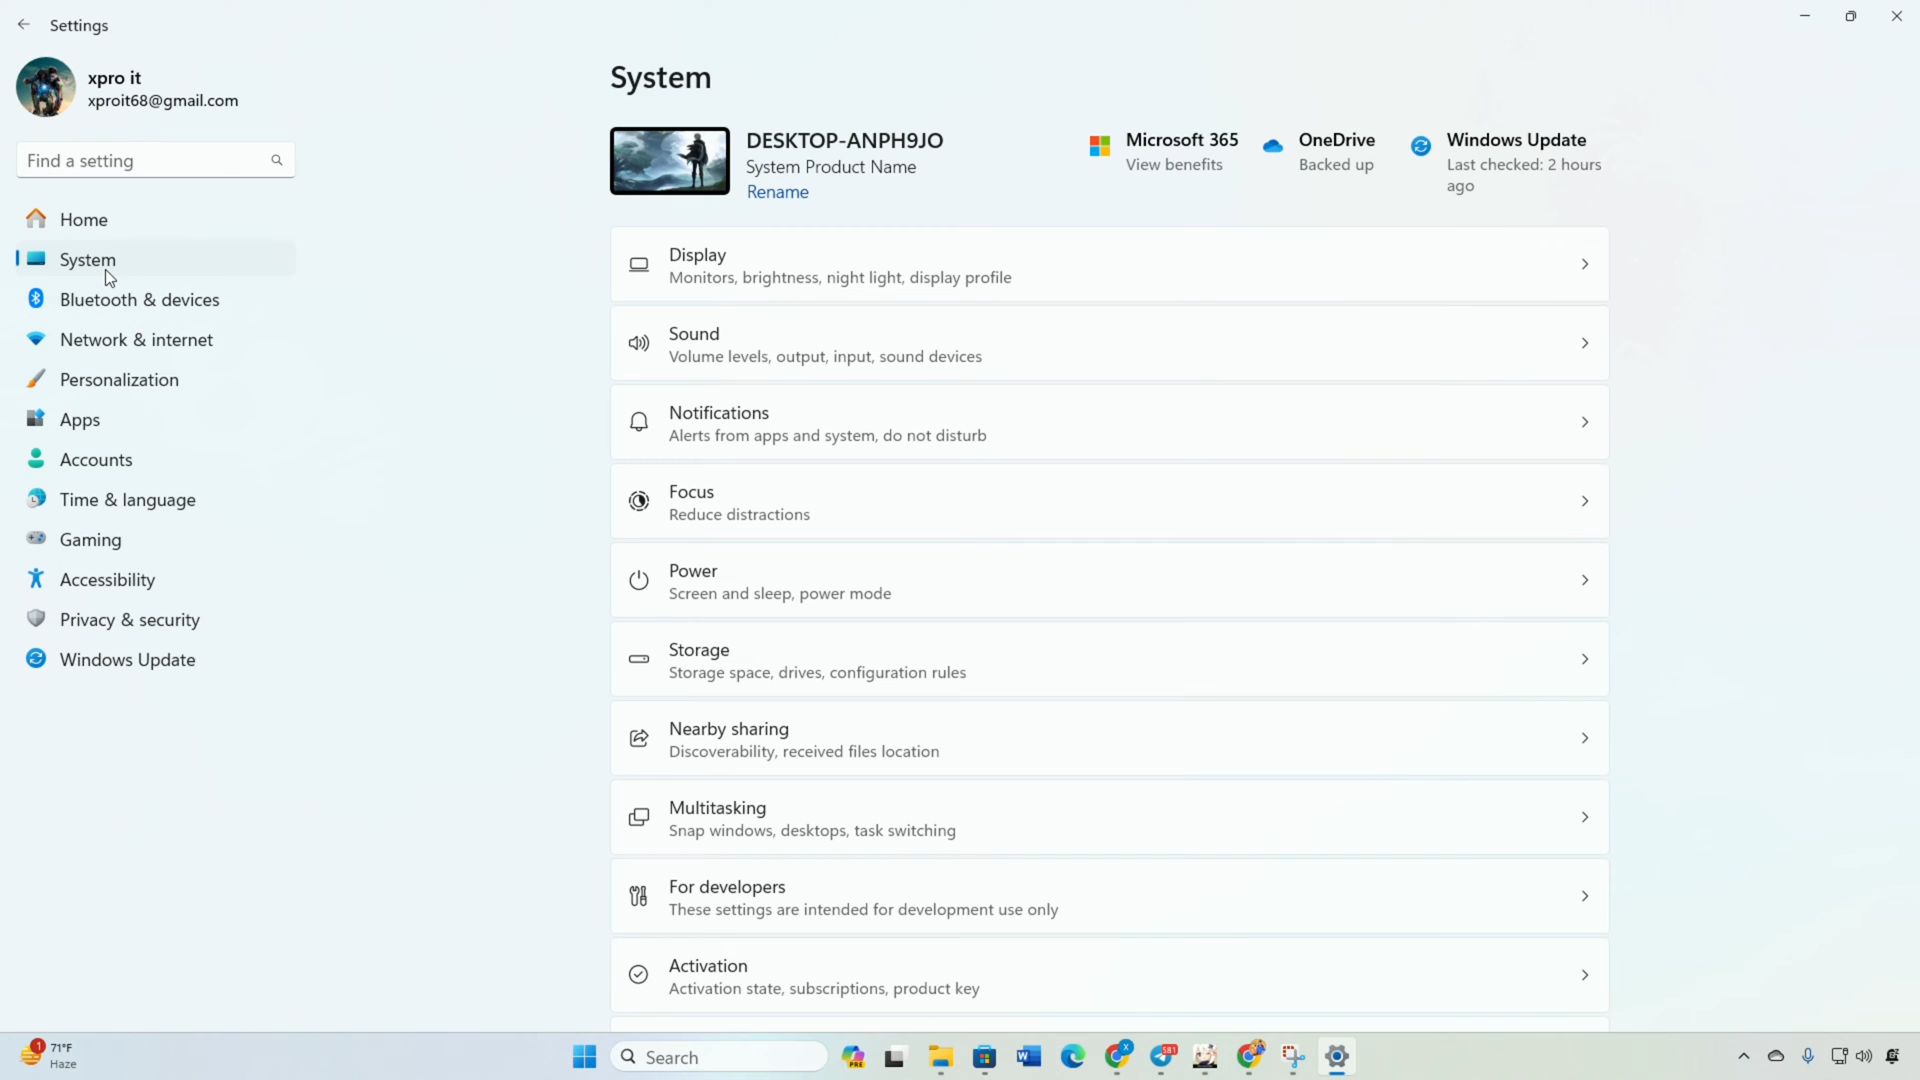 Settings
xpro it
xproit68@gmail.com
Find a setting
Home
System
Bluetooth & devices
Network & internet
Personalization
Apps
Accounts
Time & language
Gaming
Accessibility
Privacy & security
Windows Update
System
DESKTOP-ANPH9JO
System Product Name
Rename
Microsoft 365
View benefits
OneDrive
Backed up
Windows Update
Last checked: 2 hours
ago
Display
Monitors, brightness, night light, display profile
Sound
Volume levels, output, input, sound devices
Notifications
Alerts from apps and system, do not disturb
Focus
Reduce distractions
Power
Screen and sleep, power mode
Storage
Storage space, drives, configuration rules
Nearby sharing
Discoverability, received files location
Multitasking
Snap windows, desktops, task switching
For developers
These settings are intended for development use only
Activation
Activation state, subscriptions, product key
1
71°F
Haze
Search
PRE
W
X
581